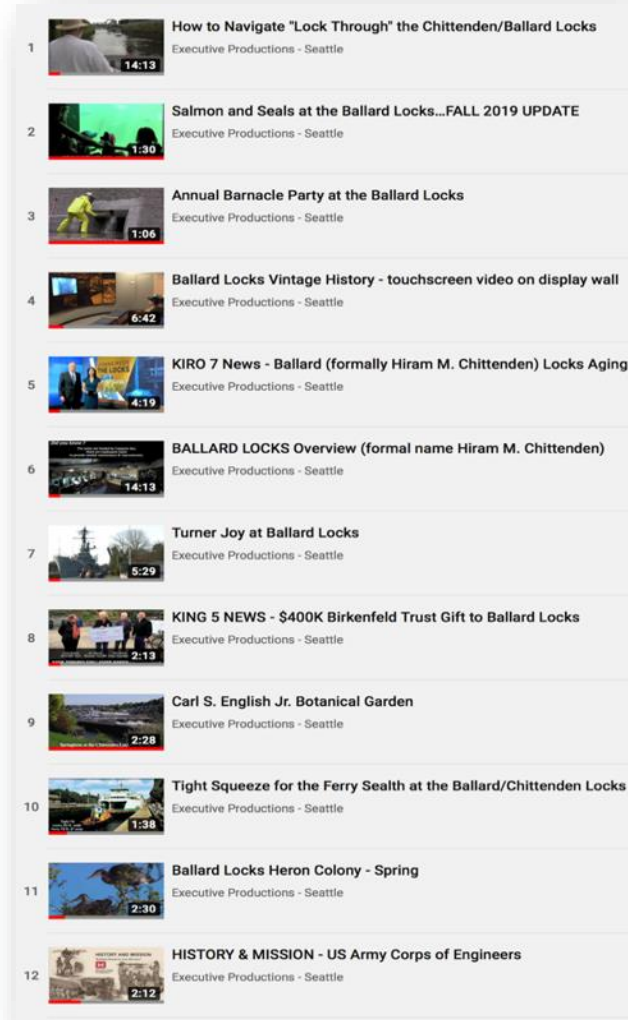 1
How to Navigate "Lock Through" the Chittenden/Ballard Locks
Executive Productions - Seattle
14:13
2
Salmon and Seals at the Ballard Locks...FALL 2019 UPDATE
Executive Productions - Seattle
1:30
3
Annual Barnacle Party at the Ballard Locks
Executive Productions - Seattle
1:06
4
Ballard Locks Vintage History - touchscreen video on display wall
Executive Productions - Seattle
6:42
5
KIRO 7 News - Ballard (formally Hiram M. Chittenden) Locks Aging
Executive Productions - Seattle
THE LOCKS
4:19
6
BALLARD LOCKS Overview (formal name Hiram M. Chittenden)
Executive Productions - Seattle
Did you know ?
14:13
7
Turner Joy at Ballard Locks
Executive Productions - Seattle
5:29
8
KING 5 NEWS - $400K Birkenfeld Trust Gift to Ballard Locks
Executive Productions - Seattle
2:13
9
Carl S. English Jr. Botanical Garden
Executive Productions - Seattle
2:28
10
Tight Squeeze for the Ferry Sealth at the Ballard/Chittenden Locks
Executive Productions - Seattle
1:38
11
Ballard Locks Heron Colony - Spring
Executive Productions - Seattle
2:30
12
HISTORY & MISSION - US Army Corps of Engineers
Executive Productions - Seattle
HISTORY AND MISSION
2:12